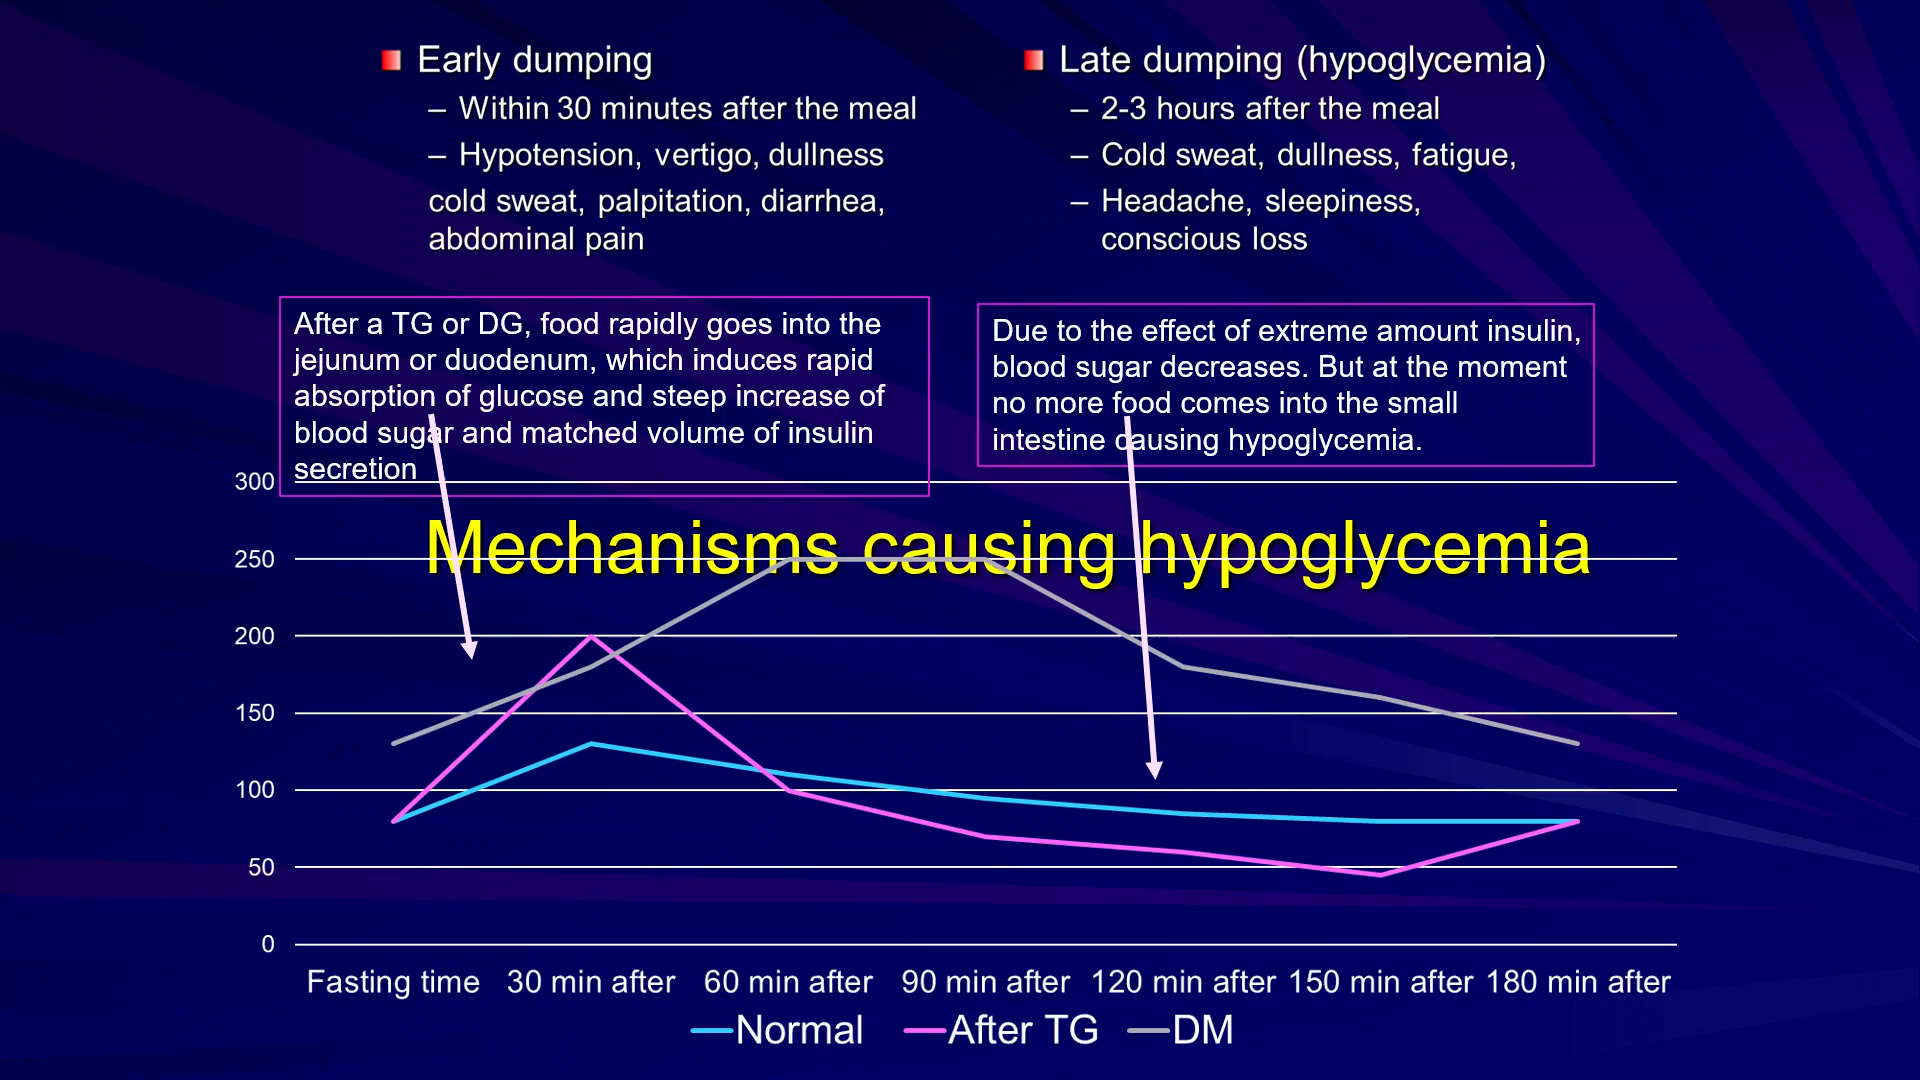 Early dumping
– Within 30 minutes after the meal
– Hypotension, vertigo, dullness
cold sweat, palpitation, diarrhea,
abdominal pain
Late dumping (hypoglycemia)
– 2-3 hours after the meal
– Cold sweat, dullness, fatigue,
– Headache, sleepiness,
conscious loss
After a TG or DG, food rapidly goes into the
jejunum or duodenum, which induces rapid
absorption of glucose and steep increase of
blood sugar and matched volume of insulin
secretion
Due to the effect of extreme amount insulin,
blood sugar decreases. But at the moment
no more food comes into the small
intestine causing hypoglycemia.
Mechanisms causing hypoglycemia
300
250
200
150
100
50
0
Fasting time 30 min after 60 min after 90 min after 120 min after 150 min after 180 min after
Normal After TG DM